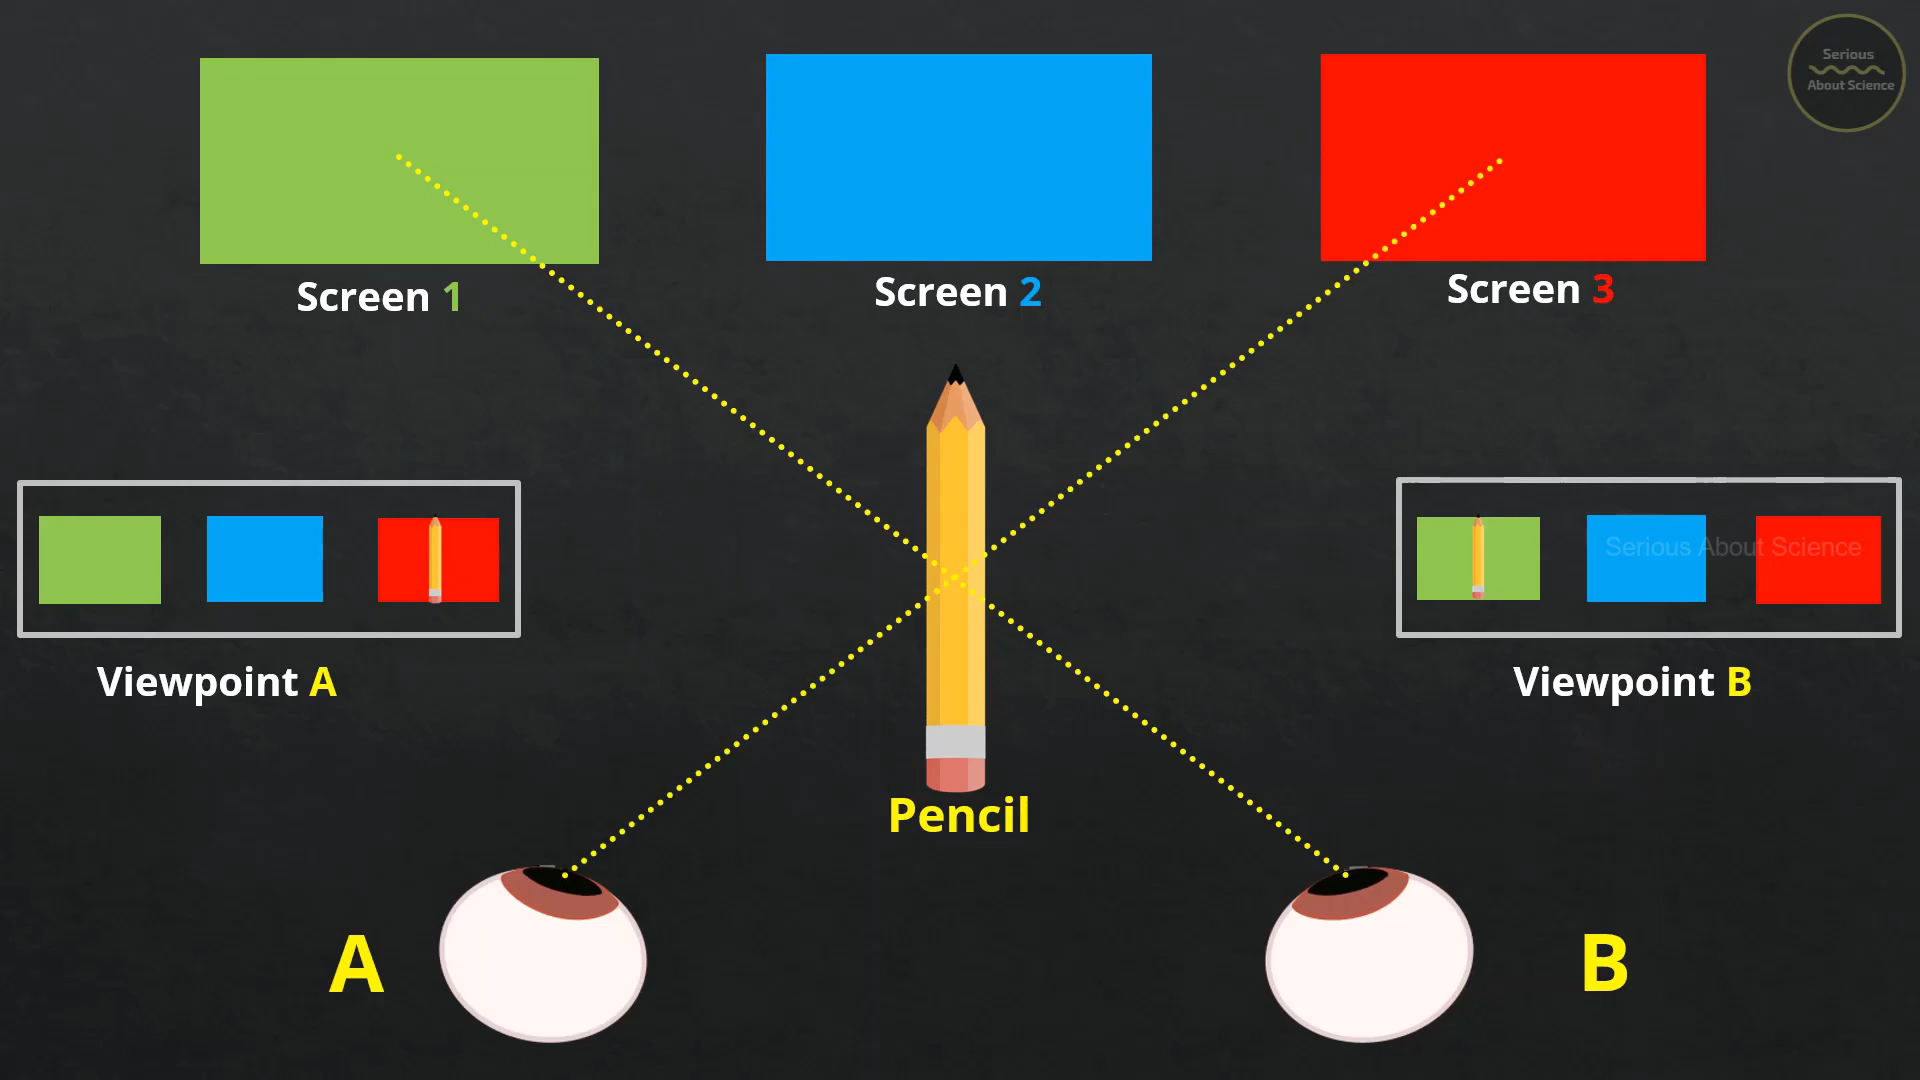 Serious
About Science
Screen 1
Screen 2
Screen 3
Serious About Science
Viewpoint A
Viewpoint B
Pencil
A
B